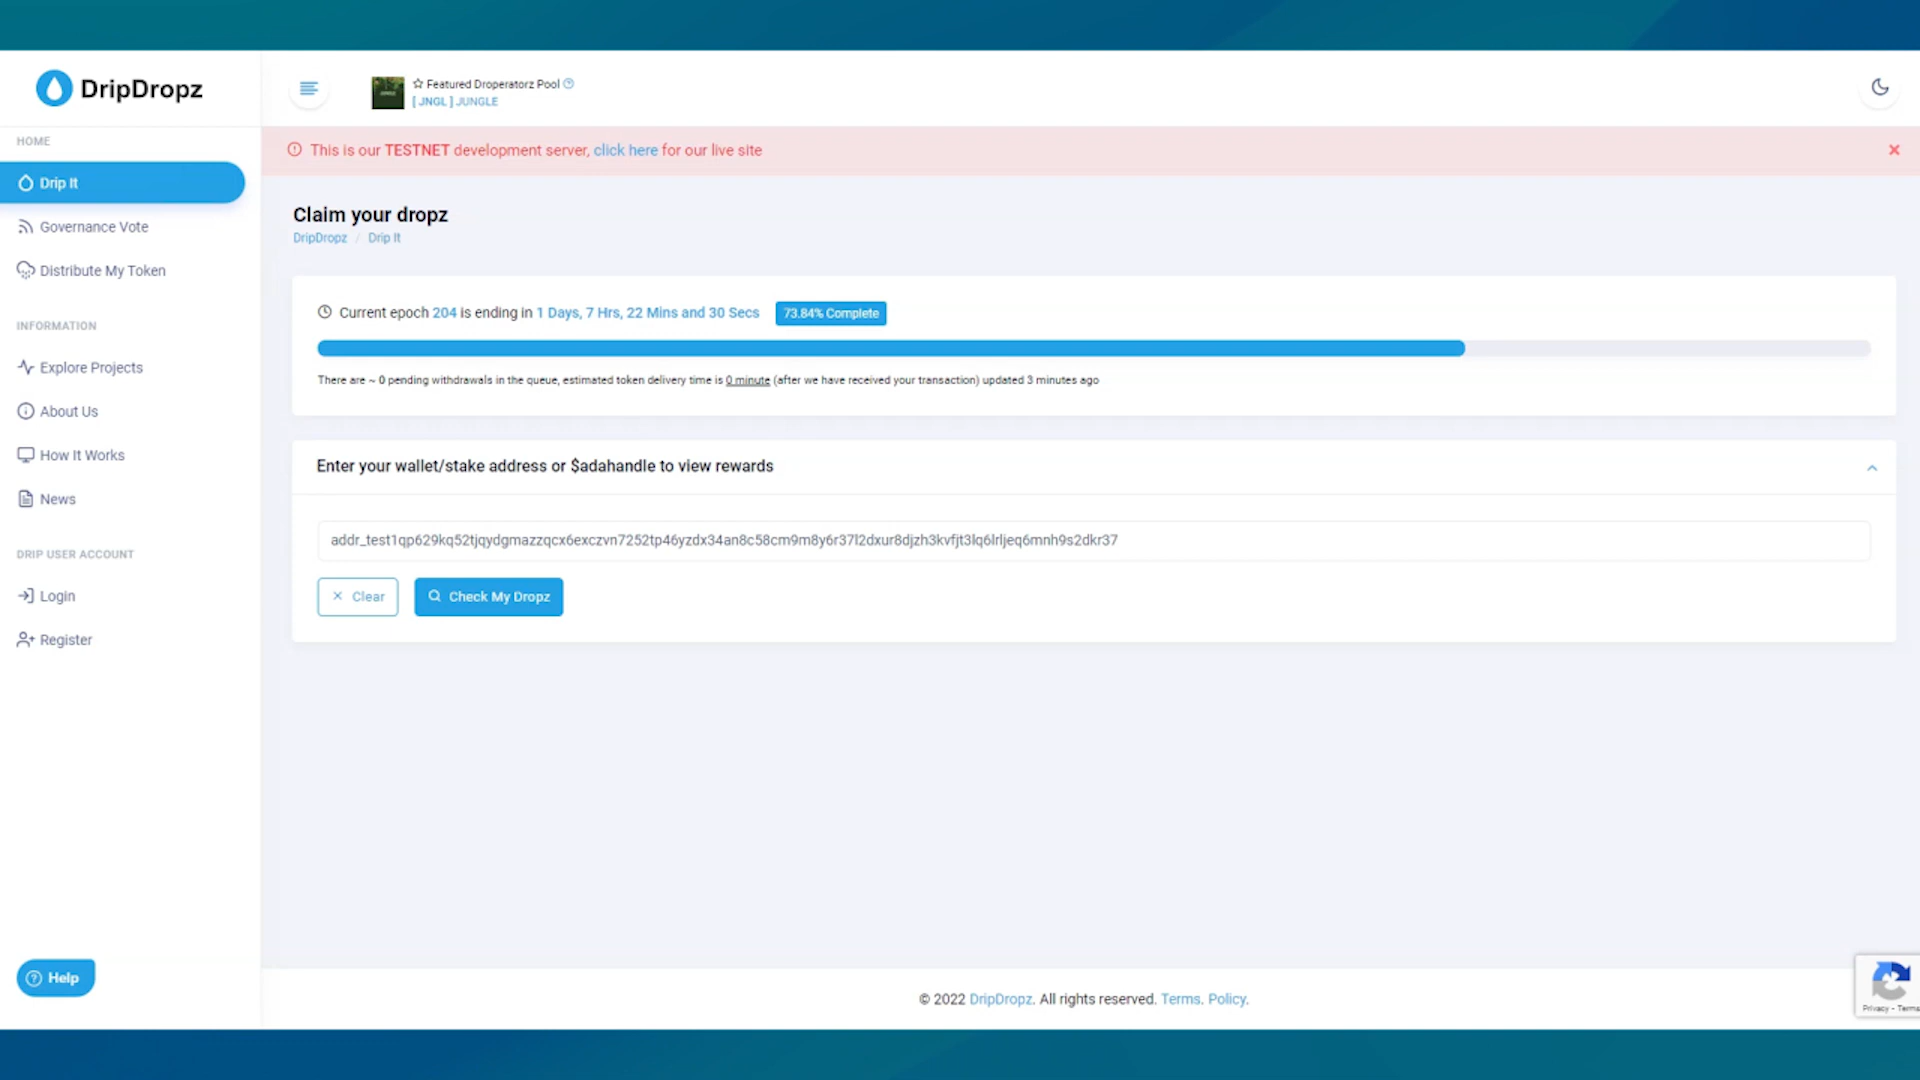 DripDropz
☆ Featured Droperatorz Pool
[ JNGL ] JUNGLE
HOME
Drip It
Governance Vote
Distribute My Token
INFORMATION
Explore Projects
About Us
How It Works
News
DRIP USER ACCOUNT
Login
Register
Help
This is our TESTNET development server, click here for our live site
Claim your dropz
DripDropz / Drip It
Current epoch 204 is ending in 1 Days, 7 Hrs, 22 Mins and 30 Secs 73.84% Complete
There are ~ 0 pending withdrawals in the queue, estimated token delivery time is 0 minute (after we have received your transaction) updated 3 minutes ago
Enter your wallet/stake address or $adahandle to view rewards
addr_test1qp629kq52tjqydgmazzqcx6exczvn7252tp46yzdx34an8c58cm9m8y6r37l2dxur8djzh3kvfjt3lq6lrljeq6mnh9s2dkr37
Clear
Check My Dropz
© 2022 DripDropz. All rights reserved. Terms. Policy.
Privacy - Terms